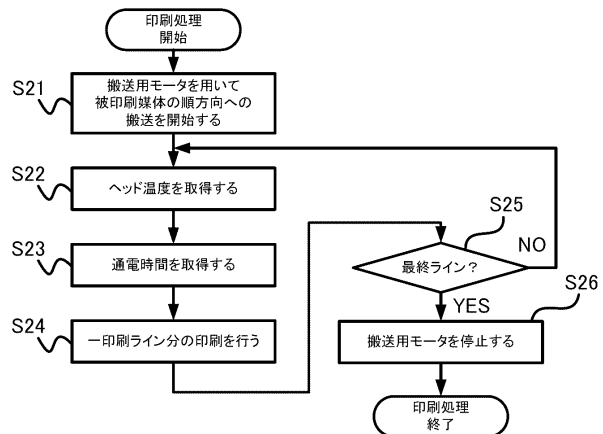 印刷処理
開始
S21
搬送用モータを用いて
被印刷媒体の順方向への
搬送を開始する
S22
ヘッド温度を取得する
S23
通電時間を取得する
S24
一印刷ライン分の印刷を行う
S25
最終ライン?
NO
YES
S26
搬送用モータを停止する
印刷処理
終了